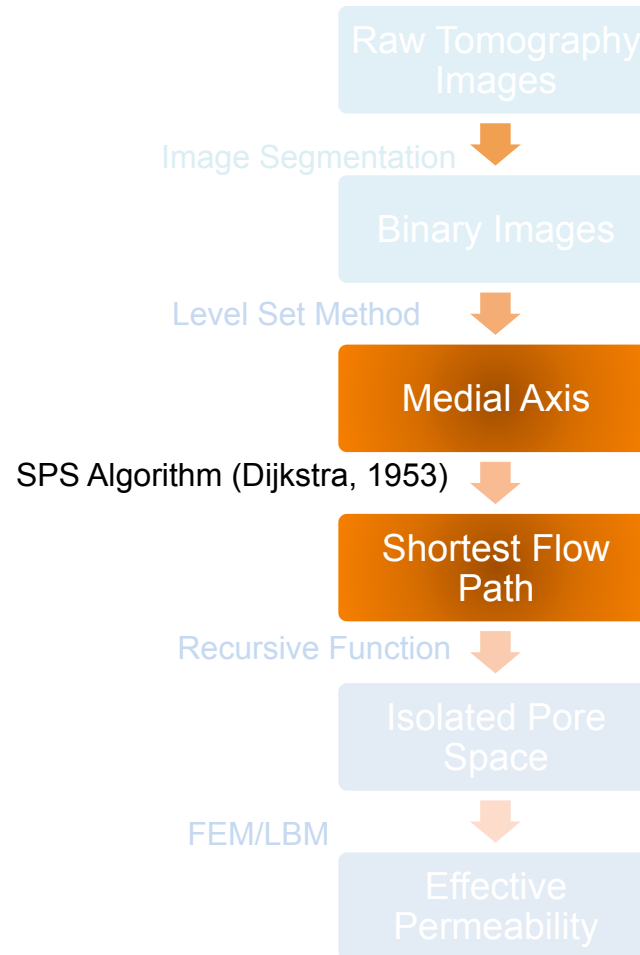 Raw Tomography
Images
Image Segmentation
Binary Images
Level Set Method
Medial Axis
SPS Algorithm (Dijkstra, 1953)
Shortest Flow
Path
Recursive Function
Isolated Pore
Space
FEM/LBM
Effective
Permeability